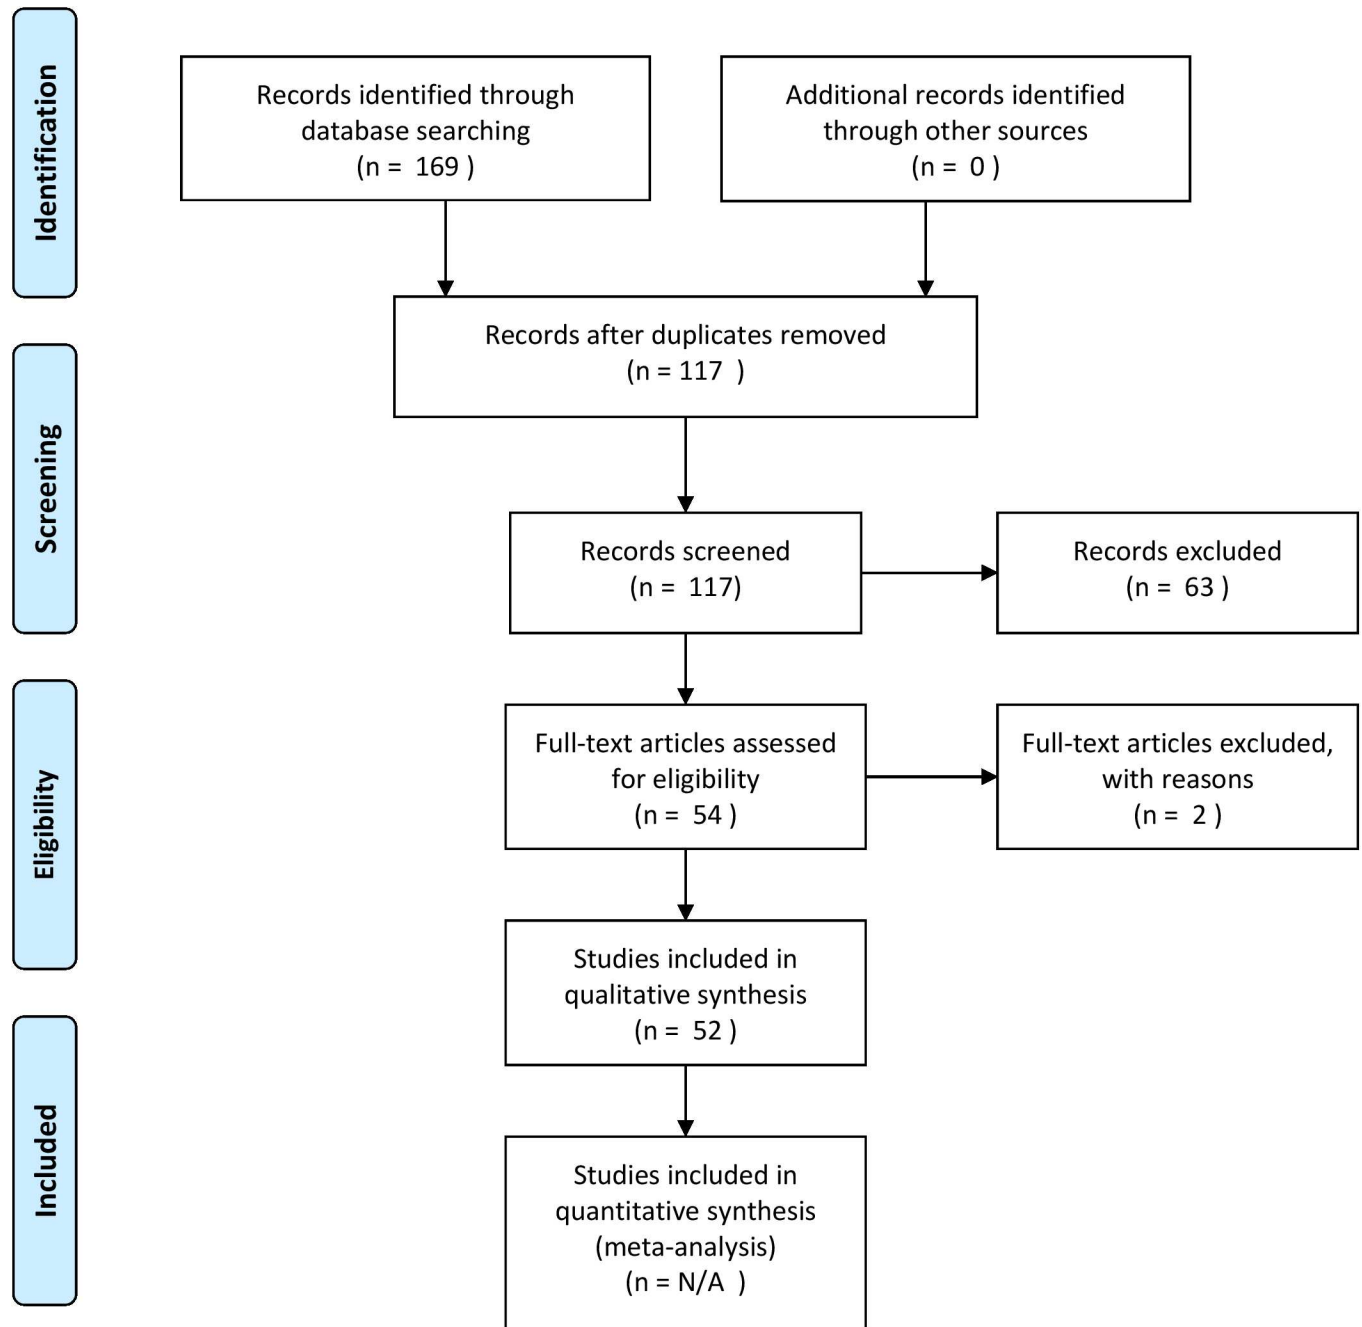 Identification
Records identified through
database searching
(n = 169 )
Additional records identified
through other sources
(n = 0 )
Records after duplicates removed
(n = 117 )
Screening
Records screened
(n = 117)
Records excluded
(n = 63 )
Eligibility
Full-text articles assessed
for eligibility
(n = 54 )
Full-text articles excluded,
with reasons
(n = 2 )
Studies included in
qualitative synthesis
(n = 52 )
Included
Studies included in
quantitative synthesis
(meta-analysis)
(n = N/A )